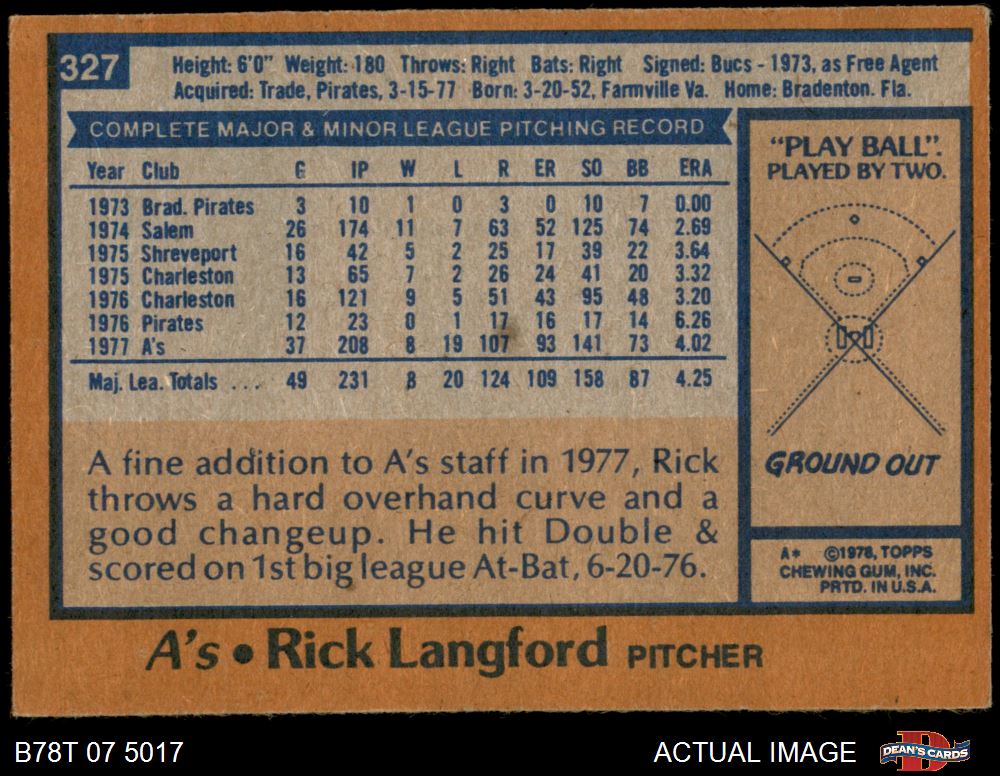 327
Height: 6'0" Weight: 180 Throws: Right Bats: Right Signed: Bucs - 1973, as Free Agent
Acquired: Trade, Pirates, 3-15-77 Born: 3-20-52, Farmville Va. Home: Bradenton. Fla.
COMPLETE MAJOR & MINOR LEAGUE PITCHING RECORD
Year Club G IP W L R ER SO BB ERA
1973 Brad. Pirates 3 10 1 0 3 0 10 7 0.00
1974 Salem 26 174 11 7 63 52 125 74 2.69
1975 Shreveport 16 42 5 2 25 17 39 22 3.64
1975 Charleston 13 65 7 2 26 24 41 20 3.32
1976 Charleston 16 121 9 5 51 43 95 48 3.20
1976 Pirates 12 23 0 1 17 16 17 14 6.26
1977 A's 37 208 8 19 107 93 141 73 4.02
Maj. Lea. Totals ... 49 231 8 20 124 109 158 87 4.25
A fine addition to A's staff in 1977, Rick
throws a hard overhand curve and a
good changeup. He hit Double &
scored on 1st big league At-Bat, 6-20-76.
"PLAY BALL".
PLAYED BY TWO.
GROUND OUT
A* ©1978, TOPPS
CHEWING GUM, INC.
PRTD. IN U.S.A.
A's • Rick Langford PITCHER
B78T 07 5017
ACTUAL IMAGE
DEAN'S CARDS